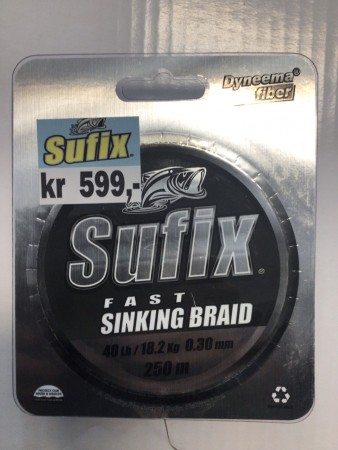 Dyneema®
fiber
Sufix
kr 599,-
Sufix®
FAST
SINKING BRAID
40 Lb / 18.2 Kg 0.30 mm
250 m